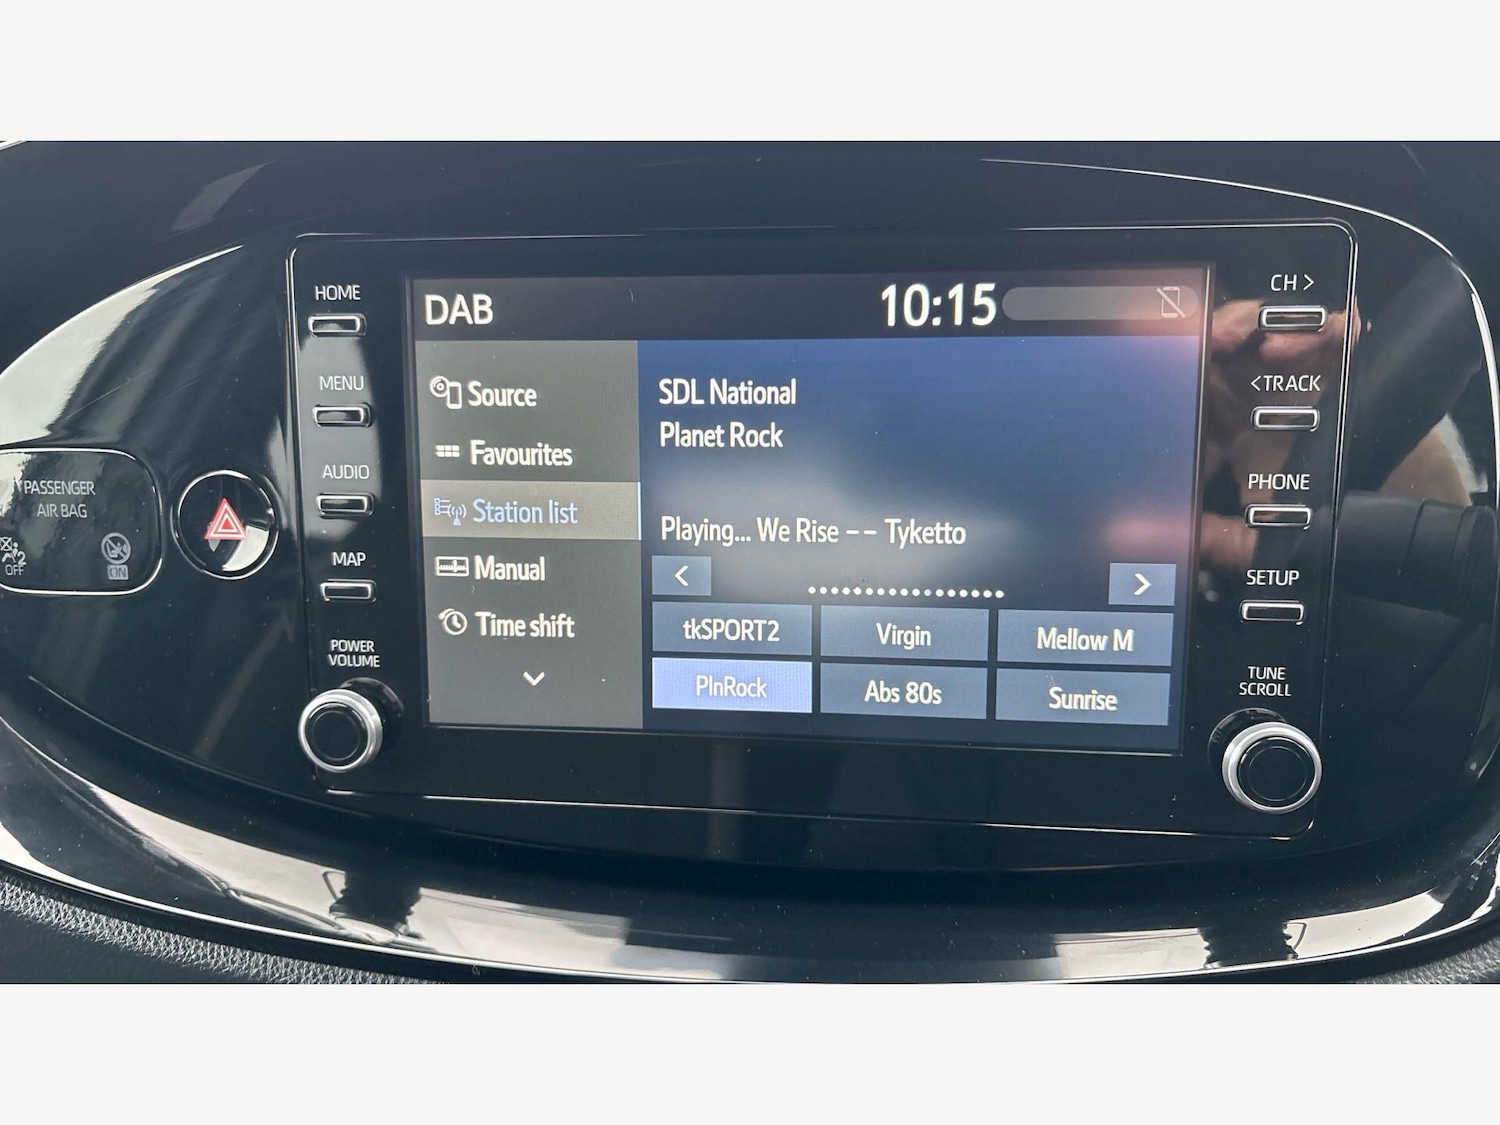 HOME
MENU
AUDIO
MAP
POWER
VOLUME
PASSENGER
AIR BAG
2
OFF
ON
DAB
10:15
Source
Favourites
Station list
Manual
Time shift
SDL National
Planet Rock
Playing... We Rise -- Tyketto
<
>
tkSPORT2
Virgin
Mellow M
PlnRock
Abs 80s
Sunrise
CH >
<TRACK
PHONE
SETUP
TUNE
SCROLL